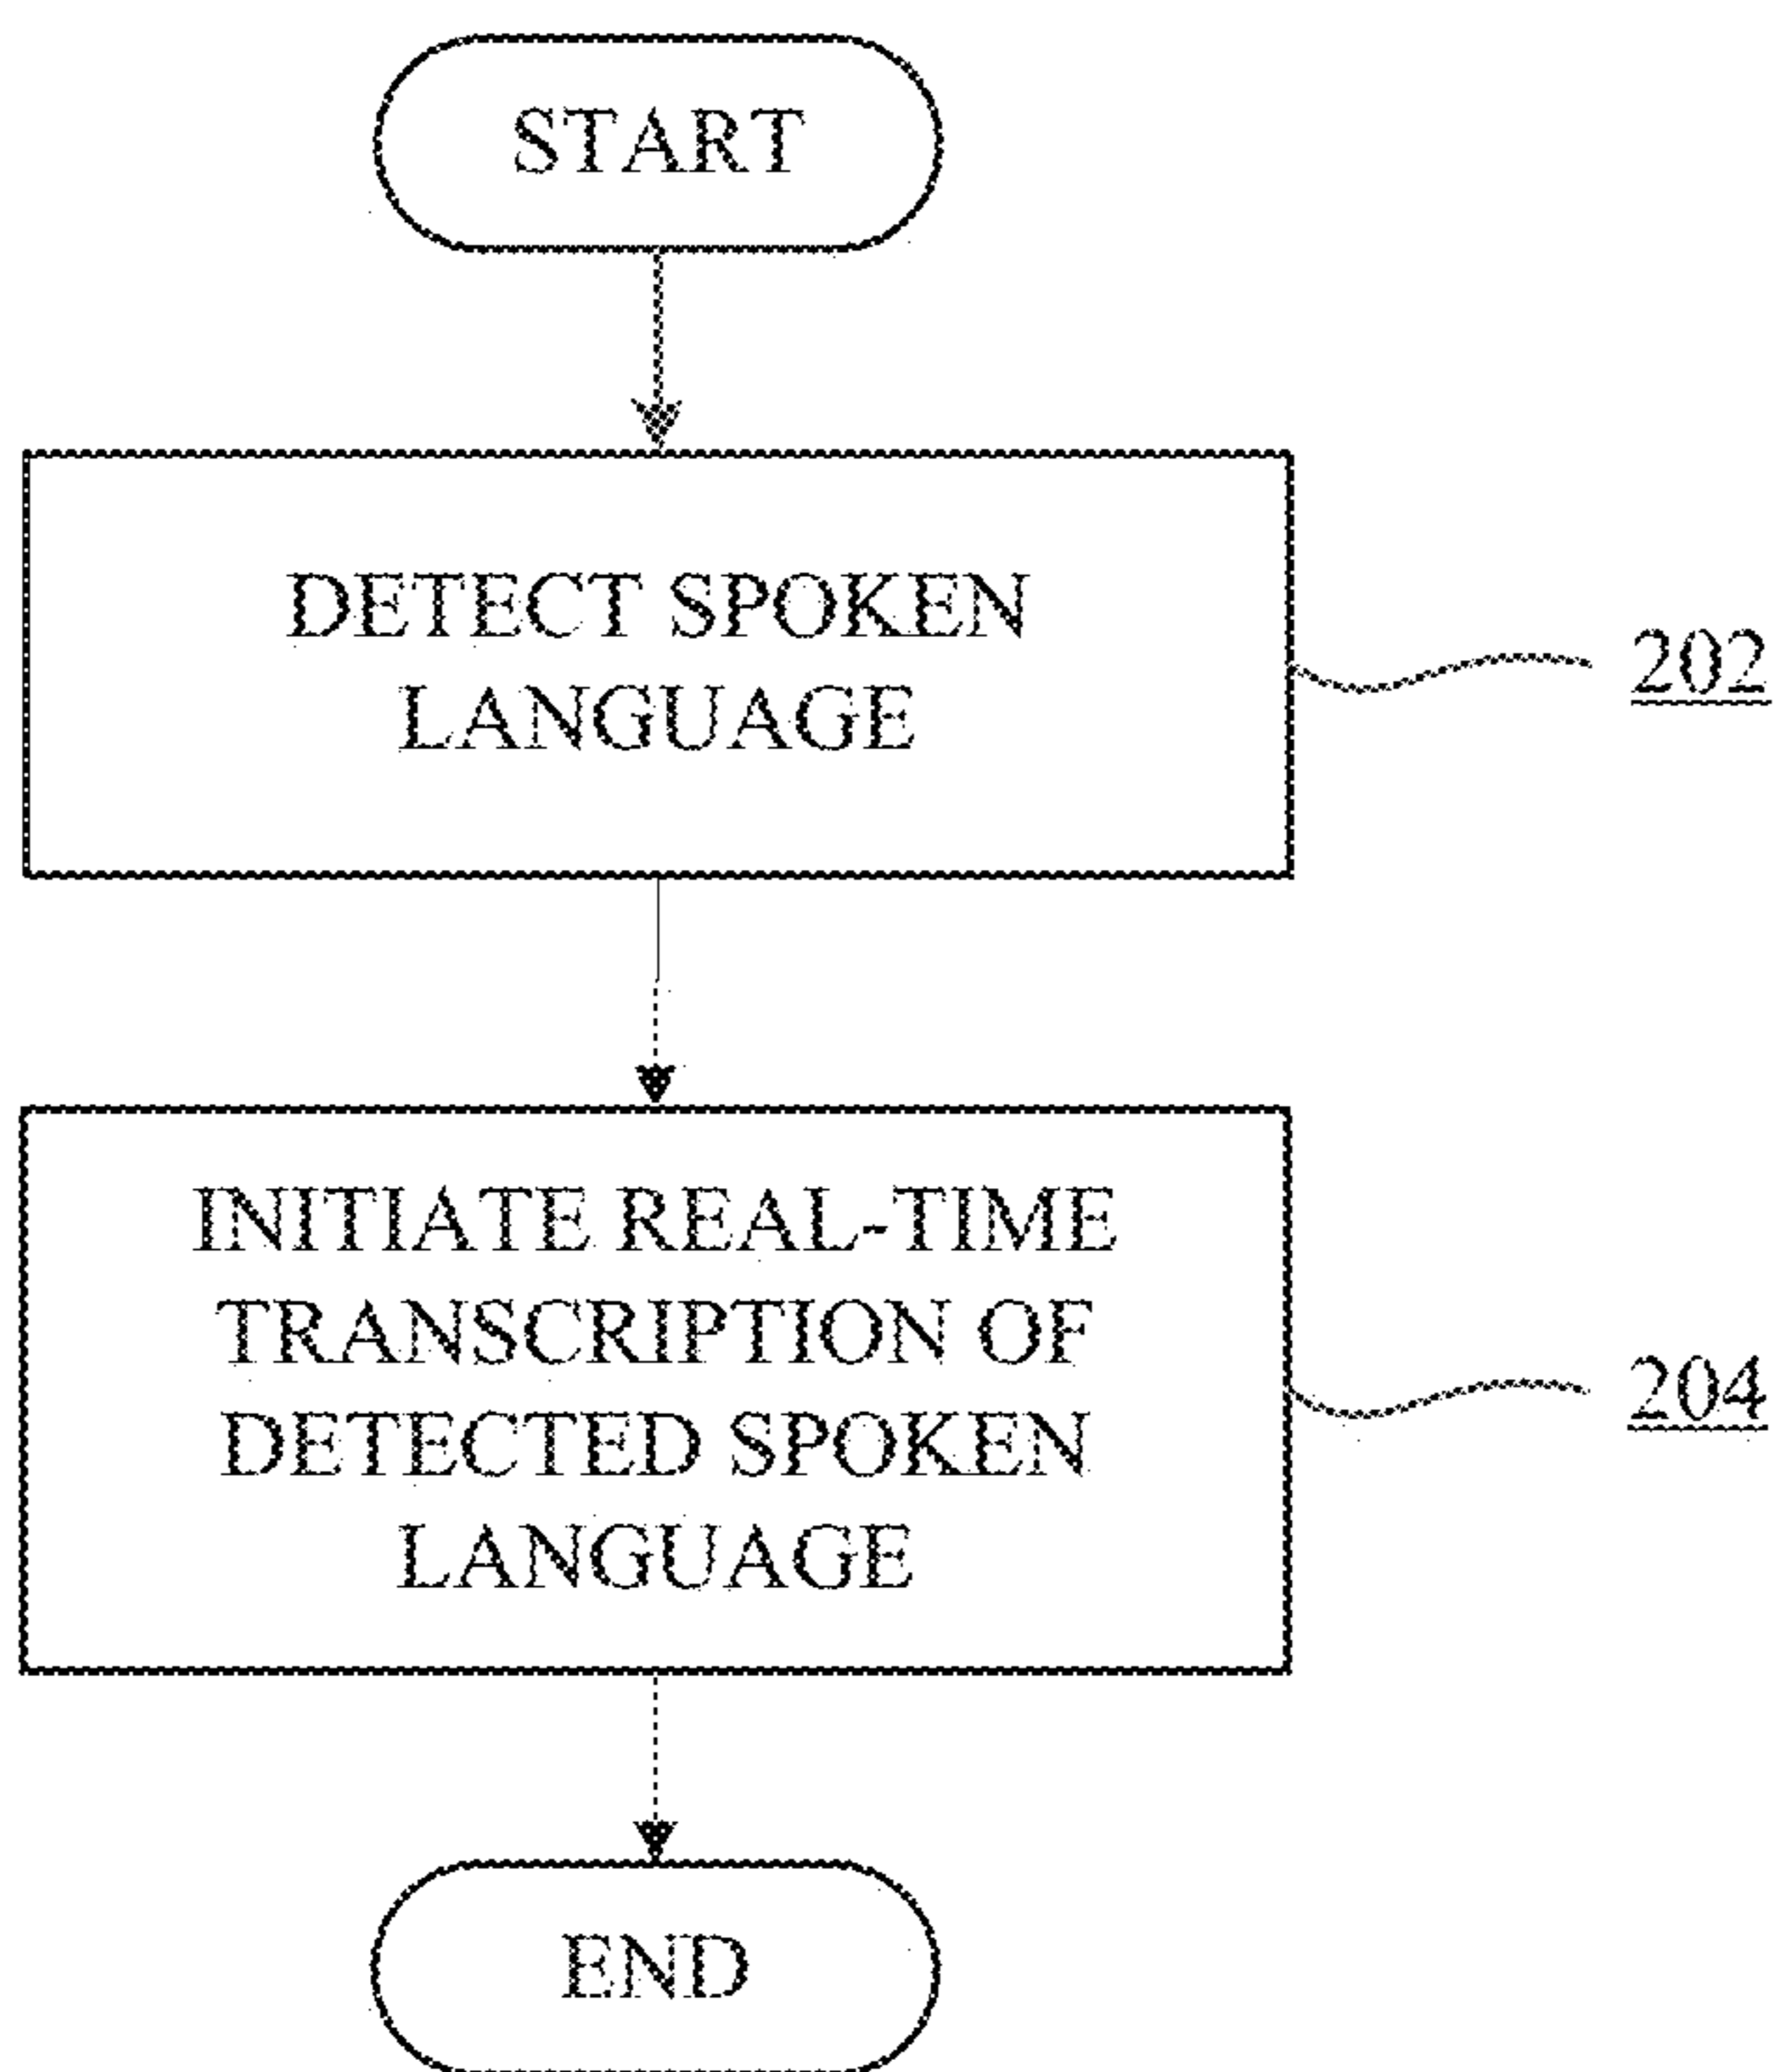 START
DETECT SPOKEN
LANGUAGE
202
INITIATE REAL-TIME
TRANSCRIPTION OF
DETECTED SPOKEN
LANGUAGE
204
END